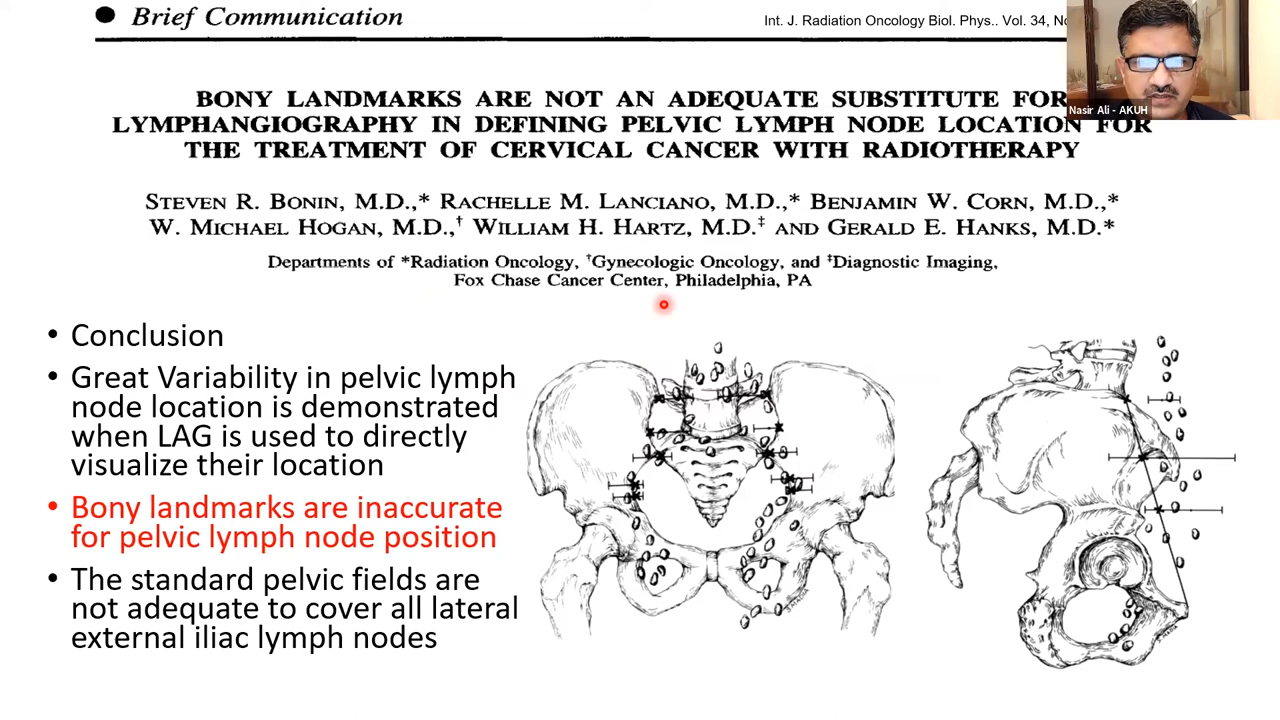 ● Brief Communication
Int. J. Radiation Oncology Biol. Phys.. Vol. 34,
Nasir Ali - AKUH
BONY LANDMARKS ARE NOT AN ADEQUATE SUBSTITUTE FOR
LYMPHANGIOGRAPHY IN DEFINING PELVIC LYMPH NODE LOCATION FOR
THE TREATMENT OF CERVICAL CANCER WITH RADIOTHERAPY
STEVEN R. BONIN, M.D.,* RACHELLE M. LANCIANO, M.D.,* BENJAMIN W. CORN, M.D.,*
W. MICHAEL HOGAN, M.D.,† WILLIAM H. HARTZ, M.D.‡ AND GERALD E. HANKS, M.D.*
Departments of *Radiation Oncology, †Gynecologic Oncology, and ‡Diagnostic Imaging,
Fox Chase Cancer Center, Philadelphia, PA
• Conclusion
• Great Variability in pelvic lymph
node location is demonstrated
when LAG is used to directly
visualize their location
• Bony landmarks are inaccurate
for pelvic lymph node position
• The standard pelvic fields are
not adequate to cover all lateral
external iliac lymph nodes